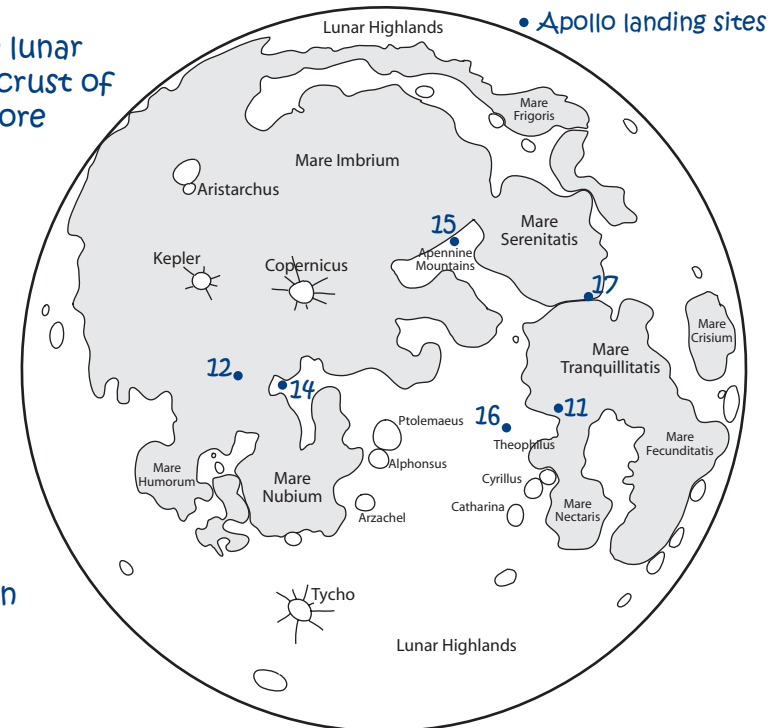 Lunar Highlands
• Apollo landing sites
lunar
crust of
ore
Mare
Frigoris
Mare Imbrium
Aristarchus
15
Mare
Serenitatis
Apennine
Mountains
Kepler
Copernicus
17
Mare
Crisium
Mare
Tranquillitatis
12
14
11
16
Ptolemaeus
Theophilus
Mare
Fecunditatis
Alphonsus
Mare
Humorum
Mare
Nubium
Cyrillus
Catharina
Mare
Nectaris
Arzachel
n
Tycho
Lunar Highlands